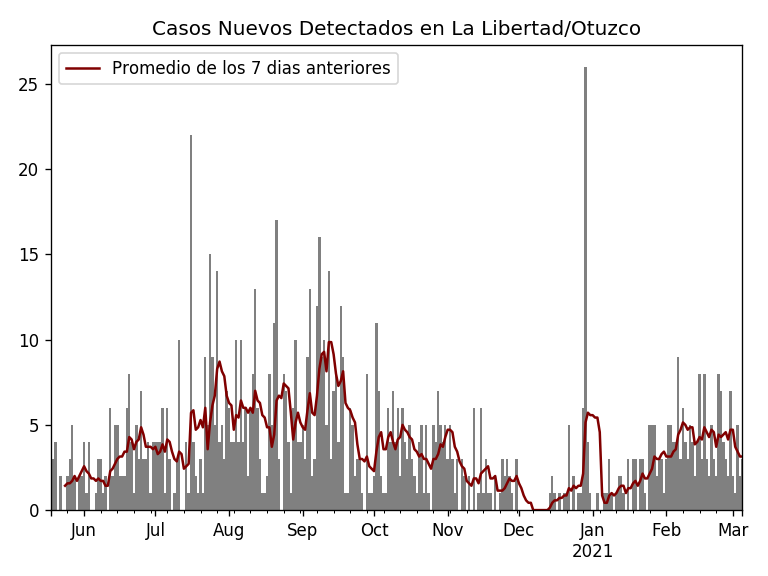 Casos Nuevos Detectados en La Libertad/Otuzco
Promedio de los 7 dias anteriores
25
20
15
10
5
0
Jun Jul Aug Sep Oct Nov Dec Jan Feb Mar
2021